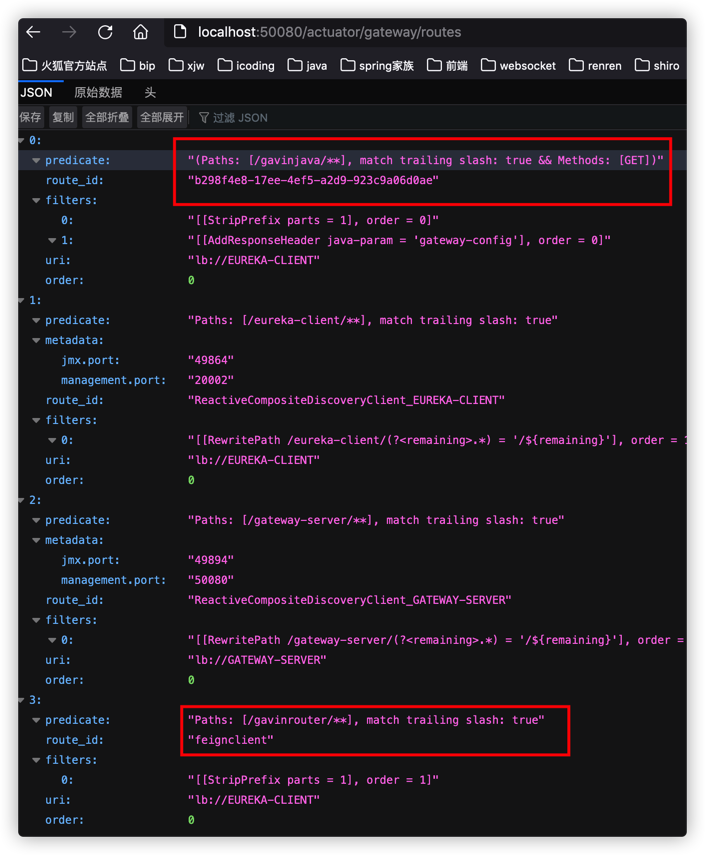 localhost:50080/actuator/gateway/routes
火狐官方站点 bip xjw icoding java spring家族 前端 websocket renren shiro
JSON 原始数据 头
保存 复制 全部折叠 全部展开 过滤 JSON
0:
predicate: "(Paths: [/gavinjava/**], match trailing slash: true && Methods: [GET])"
route_id: "b298f4e8-17ee-4ef5-a2d9-923c9a06d0ae"
filters:
0: "[[StripPrefix parts = 1], order = 0]"
1: "[[AddResponseHeader java-param = 'gateway-config'], order = 0]"
uri: "lb://EUREKA-CLIENT"
order: 0
1:
predicate: "Paths: [/eureka-client/**], match trailing slash: true"
metadata:
jmx.port: "49864"
management.port: "20002"
route_id: "ReactiveCompositeDiscoveryClient_EUREKA-CLIENT"
filters:
0: "[[RewritePath /eureka-client/(?<remaining>.*) = '/${remaining}'], order = 1
uri: "lb://EUREKA-CLIENT"
order: 0
2:
predicate: "Paths: [/gateway-server/**], match trailing slash: true"
metadata:
jmx.port: "49894"
management.port: "50080"
route_id: "ReactiveCompositeDiscoveryClient_GATEWAY-SERVER"
filters:
0: "[[RewritePath /gateway-server/(?<remaining>.*) = '/${remaining}'], order =
uri: "lb://GATEWAY-SERVER"
order: 0
3:
predicate: "Paths: [/gavinrouter/**], match trailing slash: true"
route_id: "feignclient"
filters:
0: "[[StripPrefix parts = 1], order = 1]"
uri: "lb://EUREKA-CLIENT"
order: 0